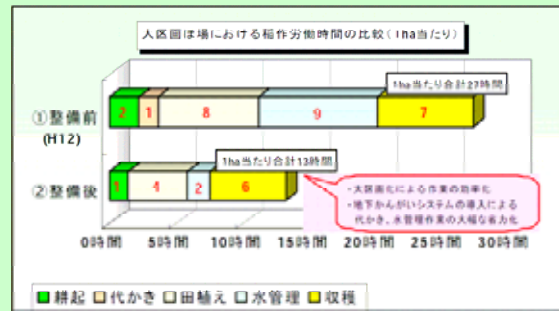 大区画ほ場における稲作労働時間の比較(1ha当たり)
1ha当たり合計27時間
①整備前
(H12)
2 1 8 9 7
1ha当たり合計13時間
②整備後
1 4 2 6
・大区画化による作業の効率化
・地下かんがいシステムの導入による
代かき、水管理作業の大幅な省力化
0時間 5時間 10時間 15時間 20時間 25時間 30時間
耕起 代かき 田植え 水管理 収穫